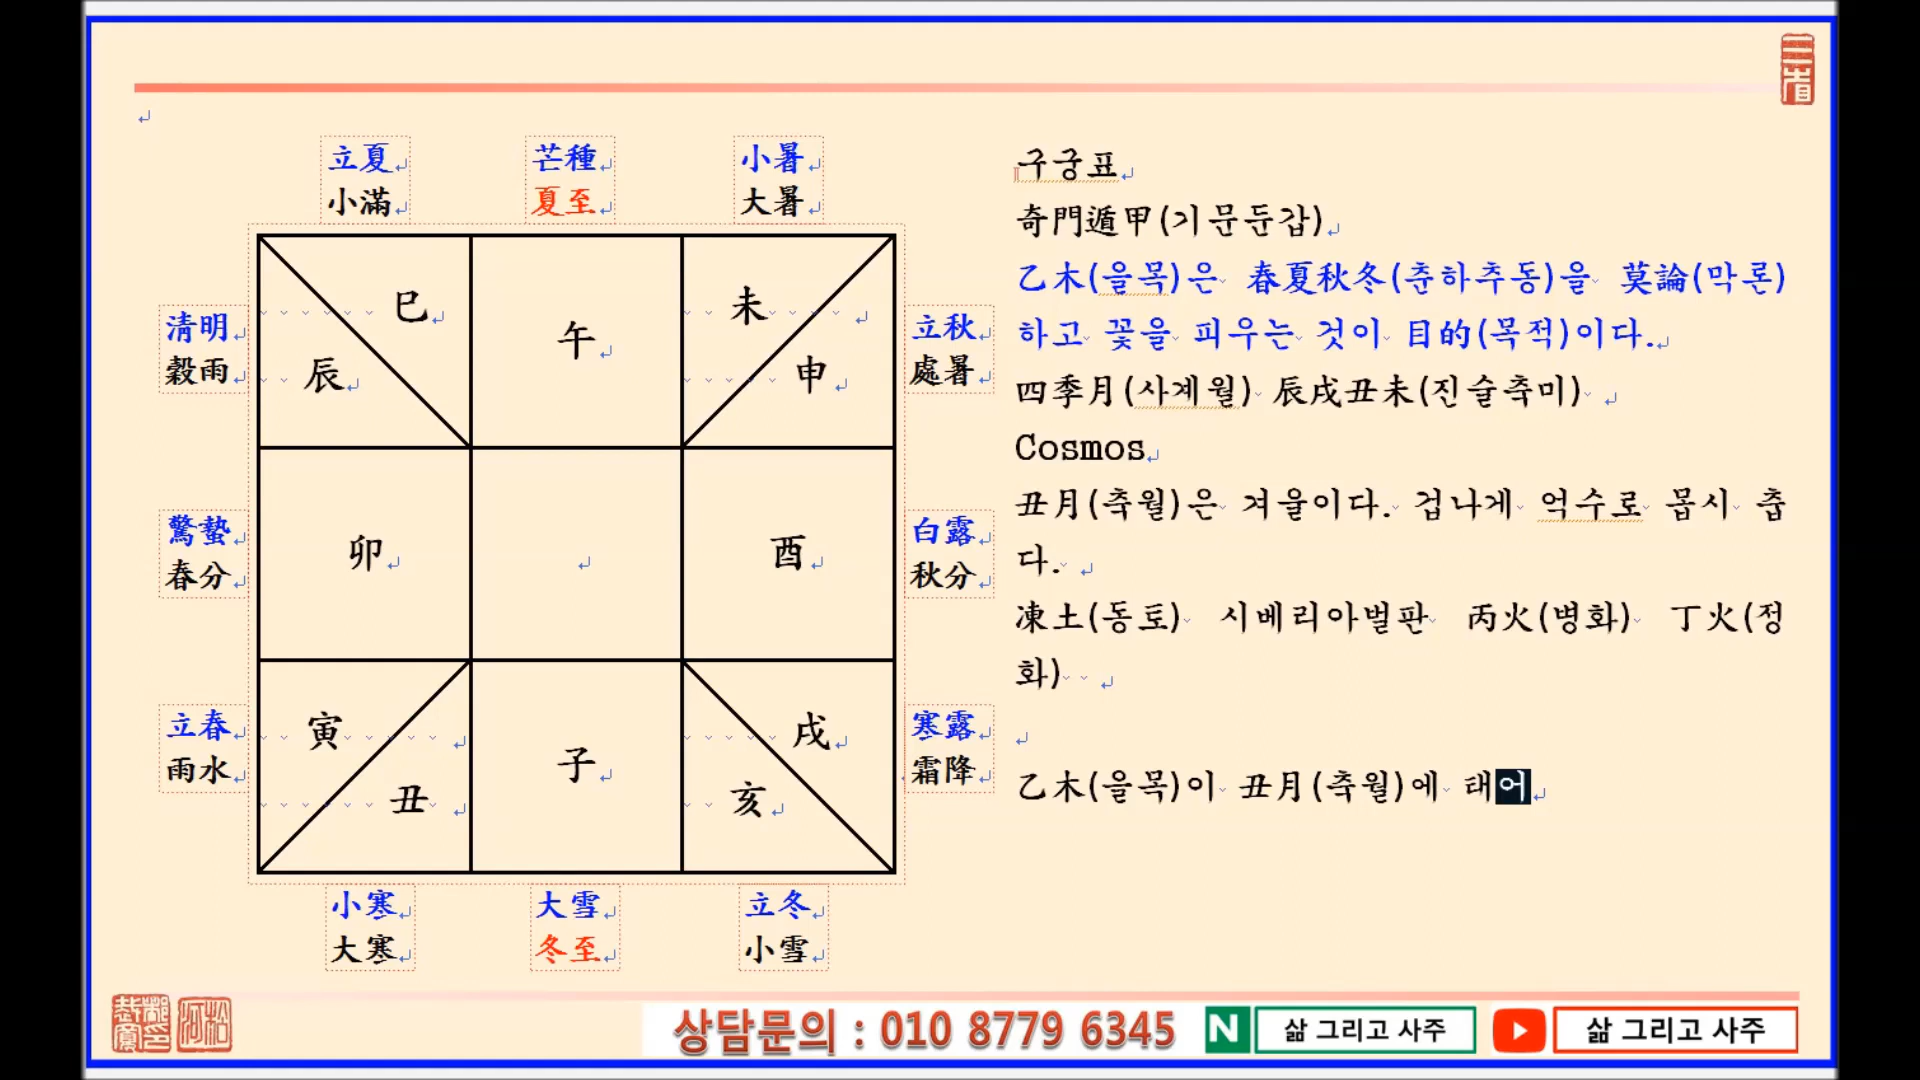 立夏
小滿
芒種
夏至
小暑
大暑
清明
穀雨
巳
辰
午
未
申
立秋
處暑
驚蟄
春分
卯
酉
白露
秋分
立春
雨水
寅
丑
子
戌
亥
寒露
霜降
小寒
大寒
大雪
冬至
立冬
小雪
구궁표
奇門遁甲(기문둔갑)
乙木(을목)은 春夏秋冬(춘하추동)을 莫論(막론)
하고 꽃을 피우는 것이 目的(목적)이다.
四季月(사계월) 辰戌丑未(진술축미)
Cosmos
丑月(축월)은 겨울이다. 겁나게 억수로 몹시 춥
다.
凍土(동토) 시베리아벌판 丙火(병화) 丁火(정
화)
乙木(을목)이 丑月(축월)에 태어
상담문의 : 010 8779 6345
N 삶 그리고 사주
삶 그리고 사주